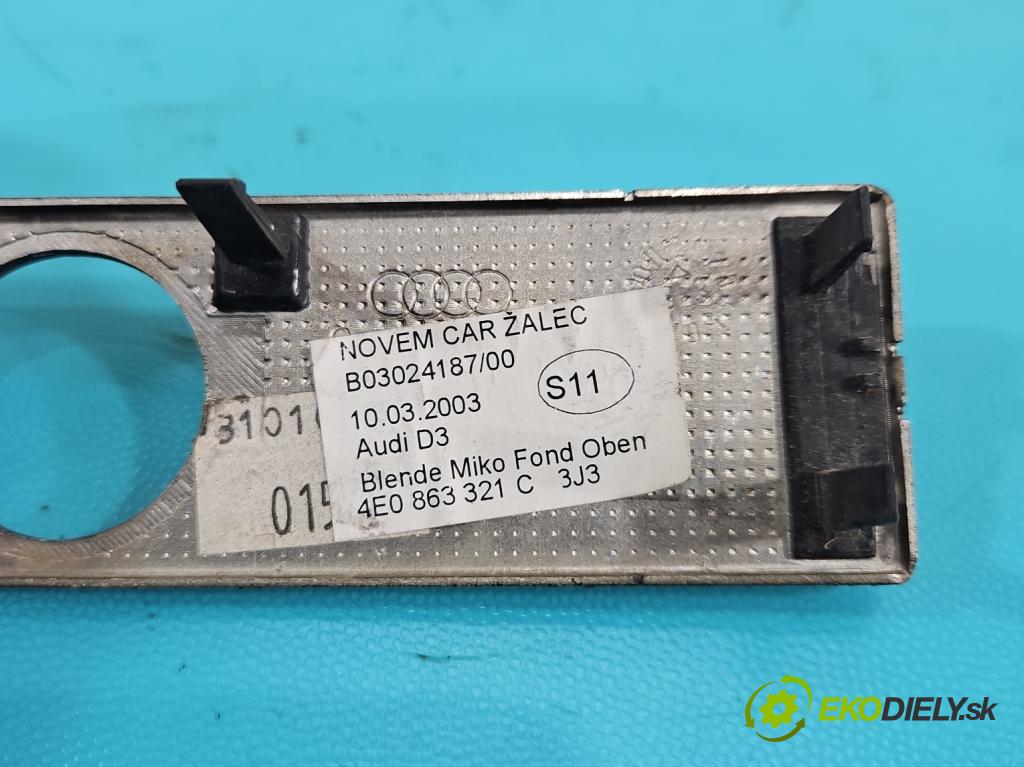 NOVEM CAR ŽALEC
B03024187/00
S11
10.03.2003
Audi D3
Blende Miko Fond Oben
4E0 863 321 C 3J3
3101
015
EKODIELY.sk